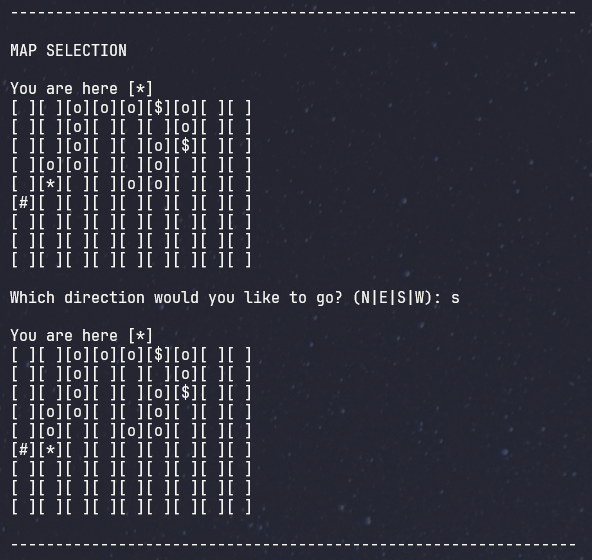 ---------------------------------------------------------------
MAP SELECTION
You are here [*]
[ ][ ][o][o][o][$][o][ ][ ]
[ ][ ][o][ ][ ][ ][o][ ][ ]
[ ][ ][o][ ][ ][o][$][ ][ ]
[ ][o][o][ ][ ][o][ ][ ][ ]
[ ][*][ ][ ][o][o][ ][ ][ ]
[#][ ][ ][ ][ ][ ][ ][ ][ ]
[ ][ ][ ][ ][ ][ ][ ][ ][ ]
[ ][ ][ ][ ][ ][ ][ ][ ][ ]
[ ][ ][ ][ ][ ][ ][ ][ ][ ]
Which direction would you like to go? (N|E|S|W): s
You are here [*]
[ ][ ][o][o][o][$][o][ ][ ]
[ ][ ][o][ ][ ][ ][o][ ][ ]
[ ][ ][o][ ][ ][o][$][ ][ ]
[ ][o][o][ ][ ][o][ ][ ][ ]
[ ][o][ ][ ][o][o][ ][ ][ ]
[#][*][ ][ ][ ][ ][ ][ ][ ]
[ ][ ][ ][ ][ ][ ][ ][ ][ ]
[ ][ ][ ][ ][ ][ ][ ][ ][ ]
[ ][ ][ ][ ][ ][ ][ ][ ][ ]
---------------------------------------------------------------